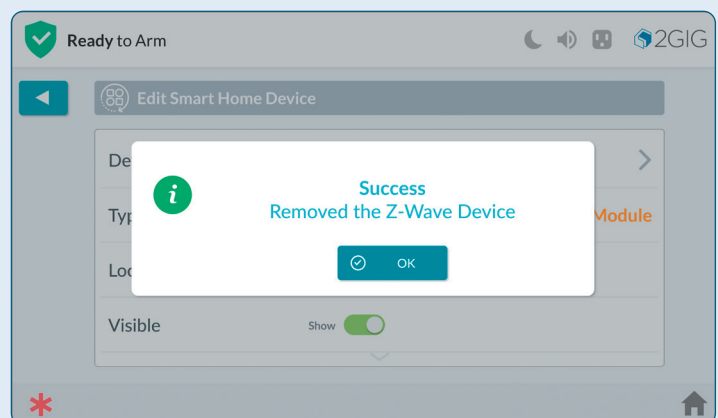 Ready to Arm
2GIG
Edit Smart Home Device
Success
Removed the Z-Wave Device
Module
OK
Visible
Show